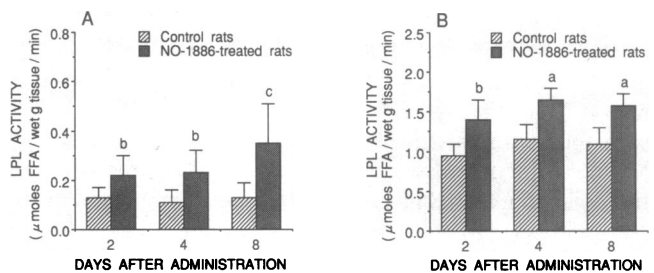 A
Control rats
NO-1886-treated rats
LPL ACTIVITY
( μmoles FFA / wet g tissue / min)
0.8
0.6
0.4
0.2
0.0
b
b
c
2
4
8
DAYS AFTER ADMINISTRATION
B
Control rats
NO-1886-treated rats
LPL ACTIVITY
( μmoles FFA / wet g tissue / min)
2.5
2.0
1.5
1.0
0.5
0.0
b
a
a
2
4
8
DAYS AFTER ADMINISTRATION